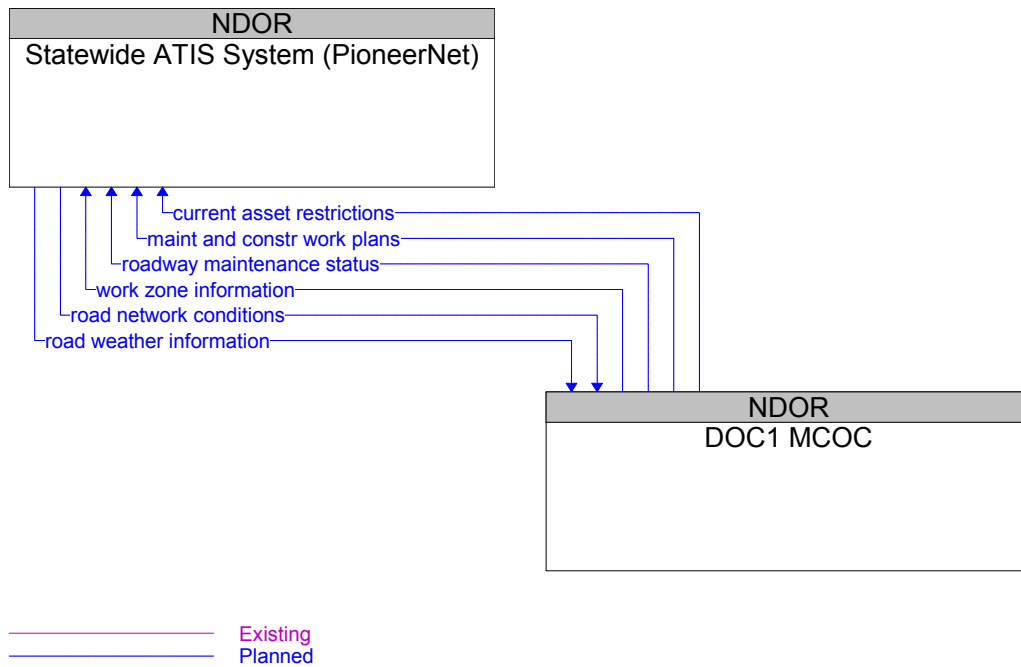 NDOR
Statewide ATIS System (PioneerNet)
current asset restrictions
maint and constr work plans
roadway maintenance status
work zone information
road network conditions
road weather information
NDOR
DOC1 MCOC
Existing
Planned